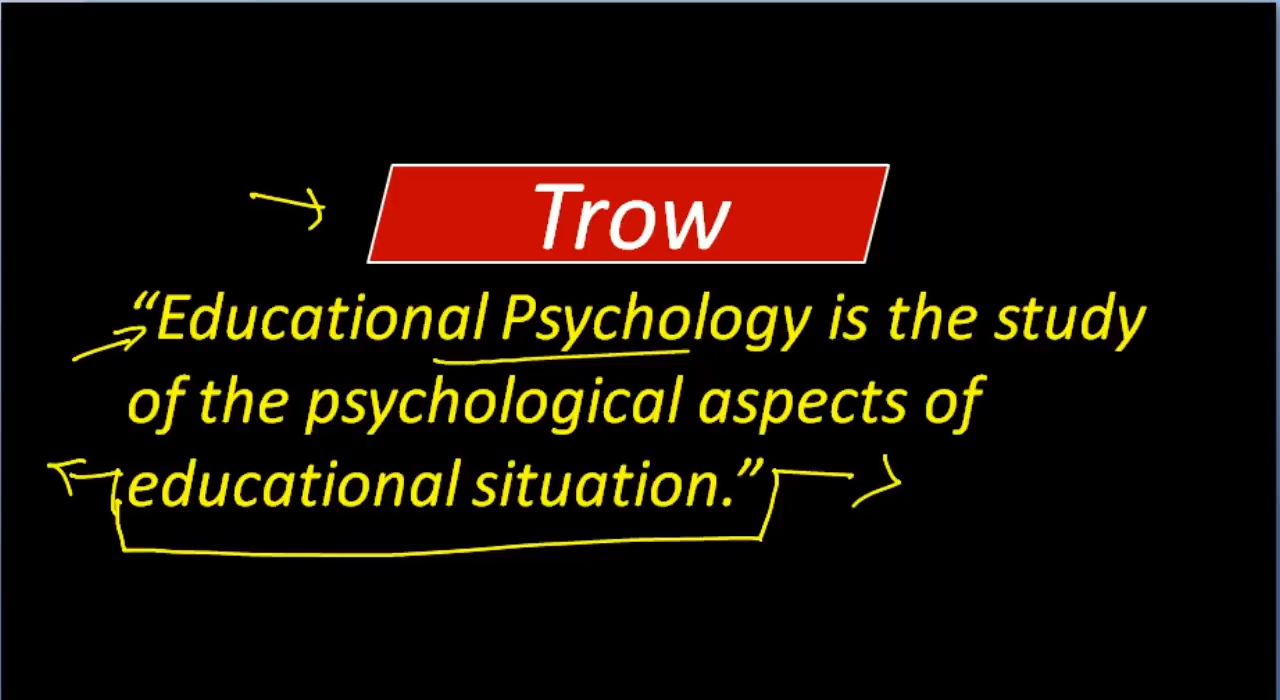 Trow
“Educational Psychology is the study
of the psychological aspects of
educational situation.”